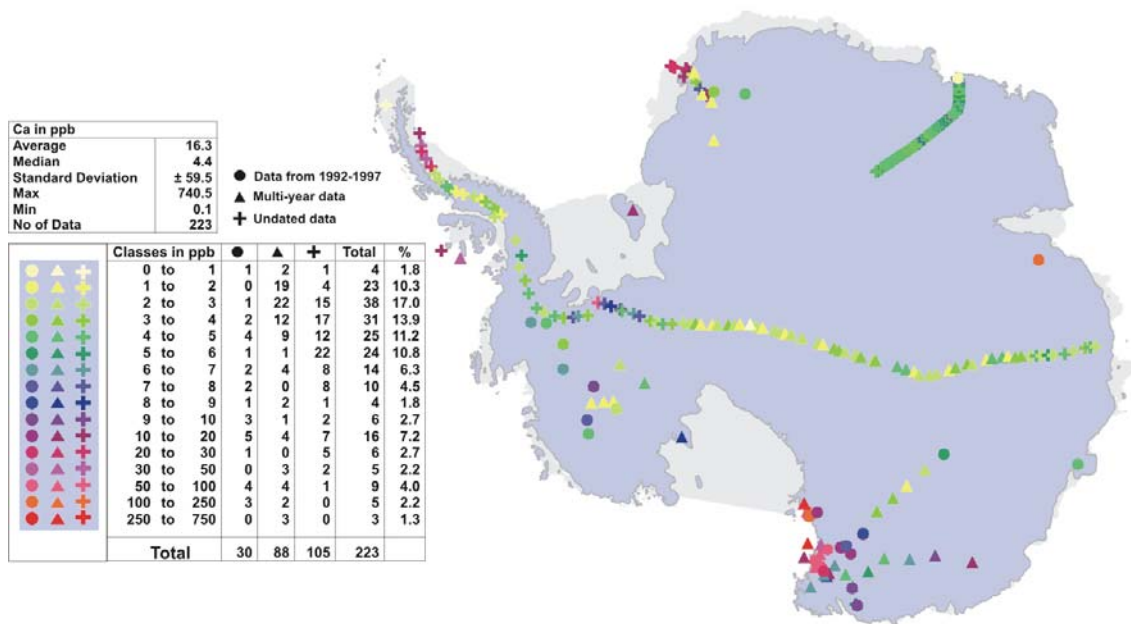 Ca in ppb
Average 16.3
Median 4.4
Standard Deviation ± 59.5
Max 740.5
Min 0.1
No of Data 223
● Data from 1992-1997
▲ Multi-year data
+ Undated data
Classes in ppb ● ▲ + Total %
0 to 1 1 2 1 4 1.8
1 to 2 0 19 4 23 10.3
2 to 3 1 22 15 38 17.0
3 to 4 2 12 17 31 13.9
4 to 5 4 9 12 25 11.2
5 to 6 1 1 22 24 10.8
6 to 7 2 4 8 14 6.3
7 to 8 2 0 8 10 4.5
8 to 9 1 2 1 4 1.8
9 to 10 3 1 2 6 2.7
10 to 20 5 4 7 16 7.2
20 to 30 1 0 5 6 2.7
30 to 50 0 3 2 5 2.2
50 to 100 4 4 1 9 4.0
100 to 250 3 2 0 5 2.2
250 to 750 0 3 0 3 1.3
Total 30 88 105 223